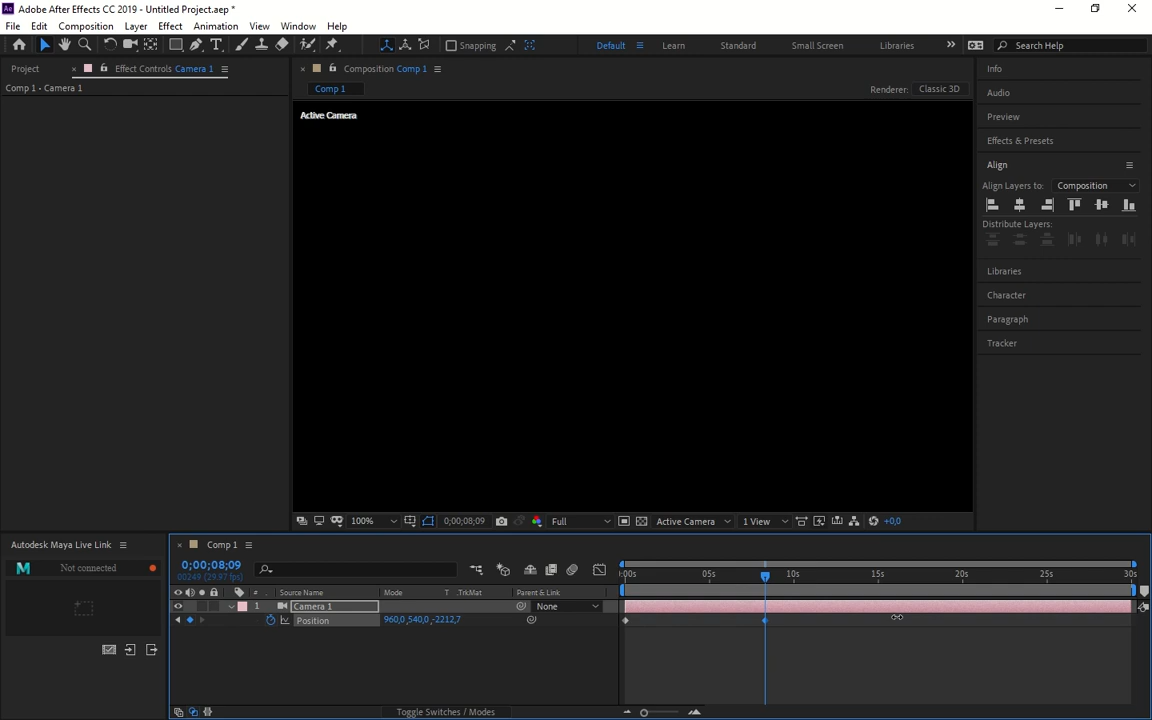 Adobe After Effects CC 2019 - Untitled Project.aep *
File Edit Composition Layer Effect Animation View Window Help
Snapping Default Learn Standard Small Screen Libraries Search Help
Project Effect Controls Camera 1 Composition Comp 1 Info
Comp 1 • Camera 1 Comp 1 Renderer: Classic 3D
Audio
Active Camera
Preview
Effects & Presets
Align
Align Layers to: Composition
Distribute Layers:
Libraries
Character
Paragraph
Tracker
100% 0;00;08;09 Full Active Camera 1 View +0,0
Autodesk Maya Live Link Comp 1
Not connected 0;00;08;09
00249 (29.97 fps)
:00s 05s 10s 15s 20s 25s 30s
# Source Name Mode T .TrkMat Parent & Link
1 Camera 1 None
Position 960,0,540,0,-2212,7
Toggle Switches / Modes